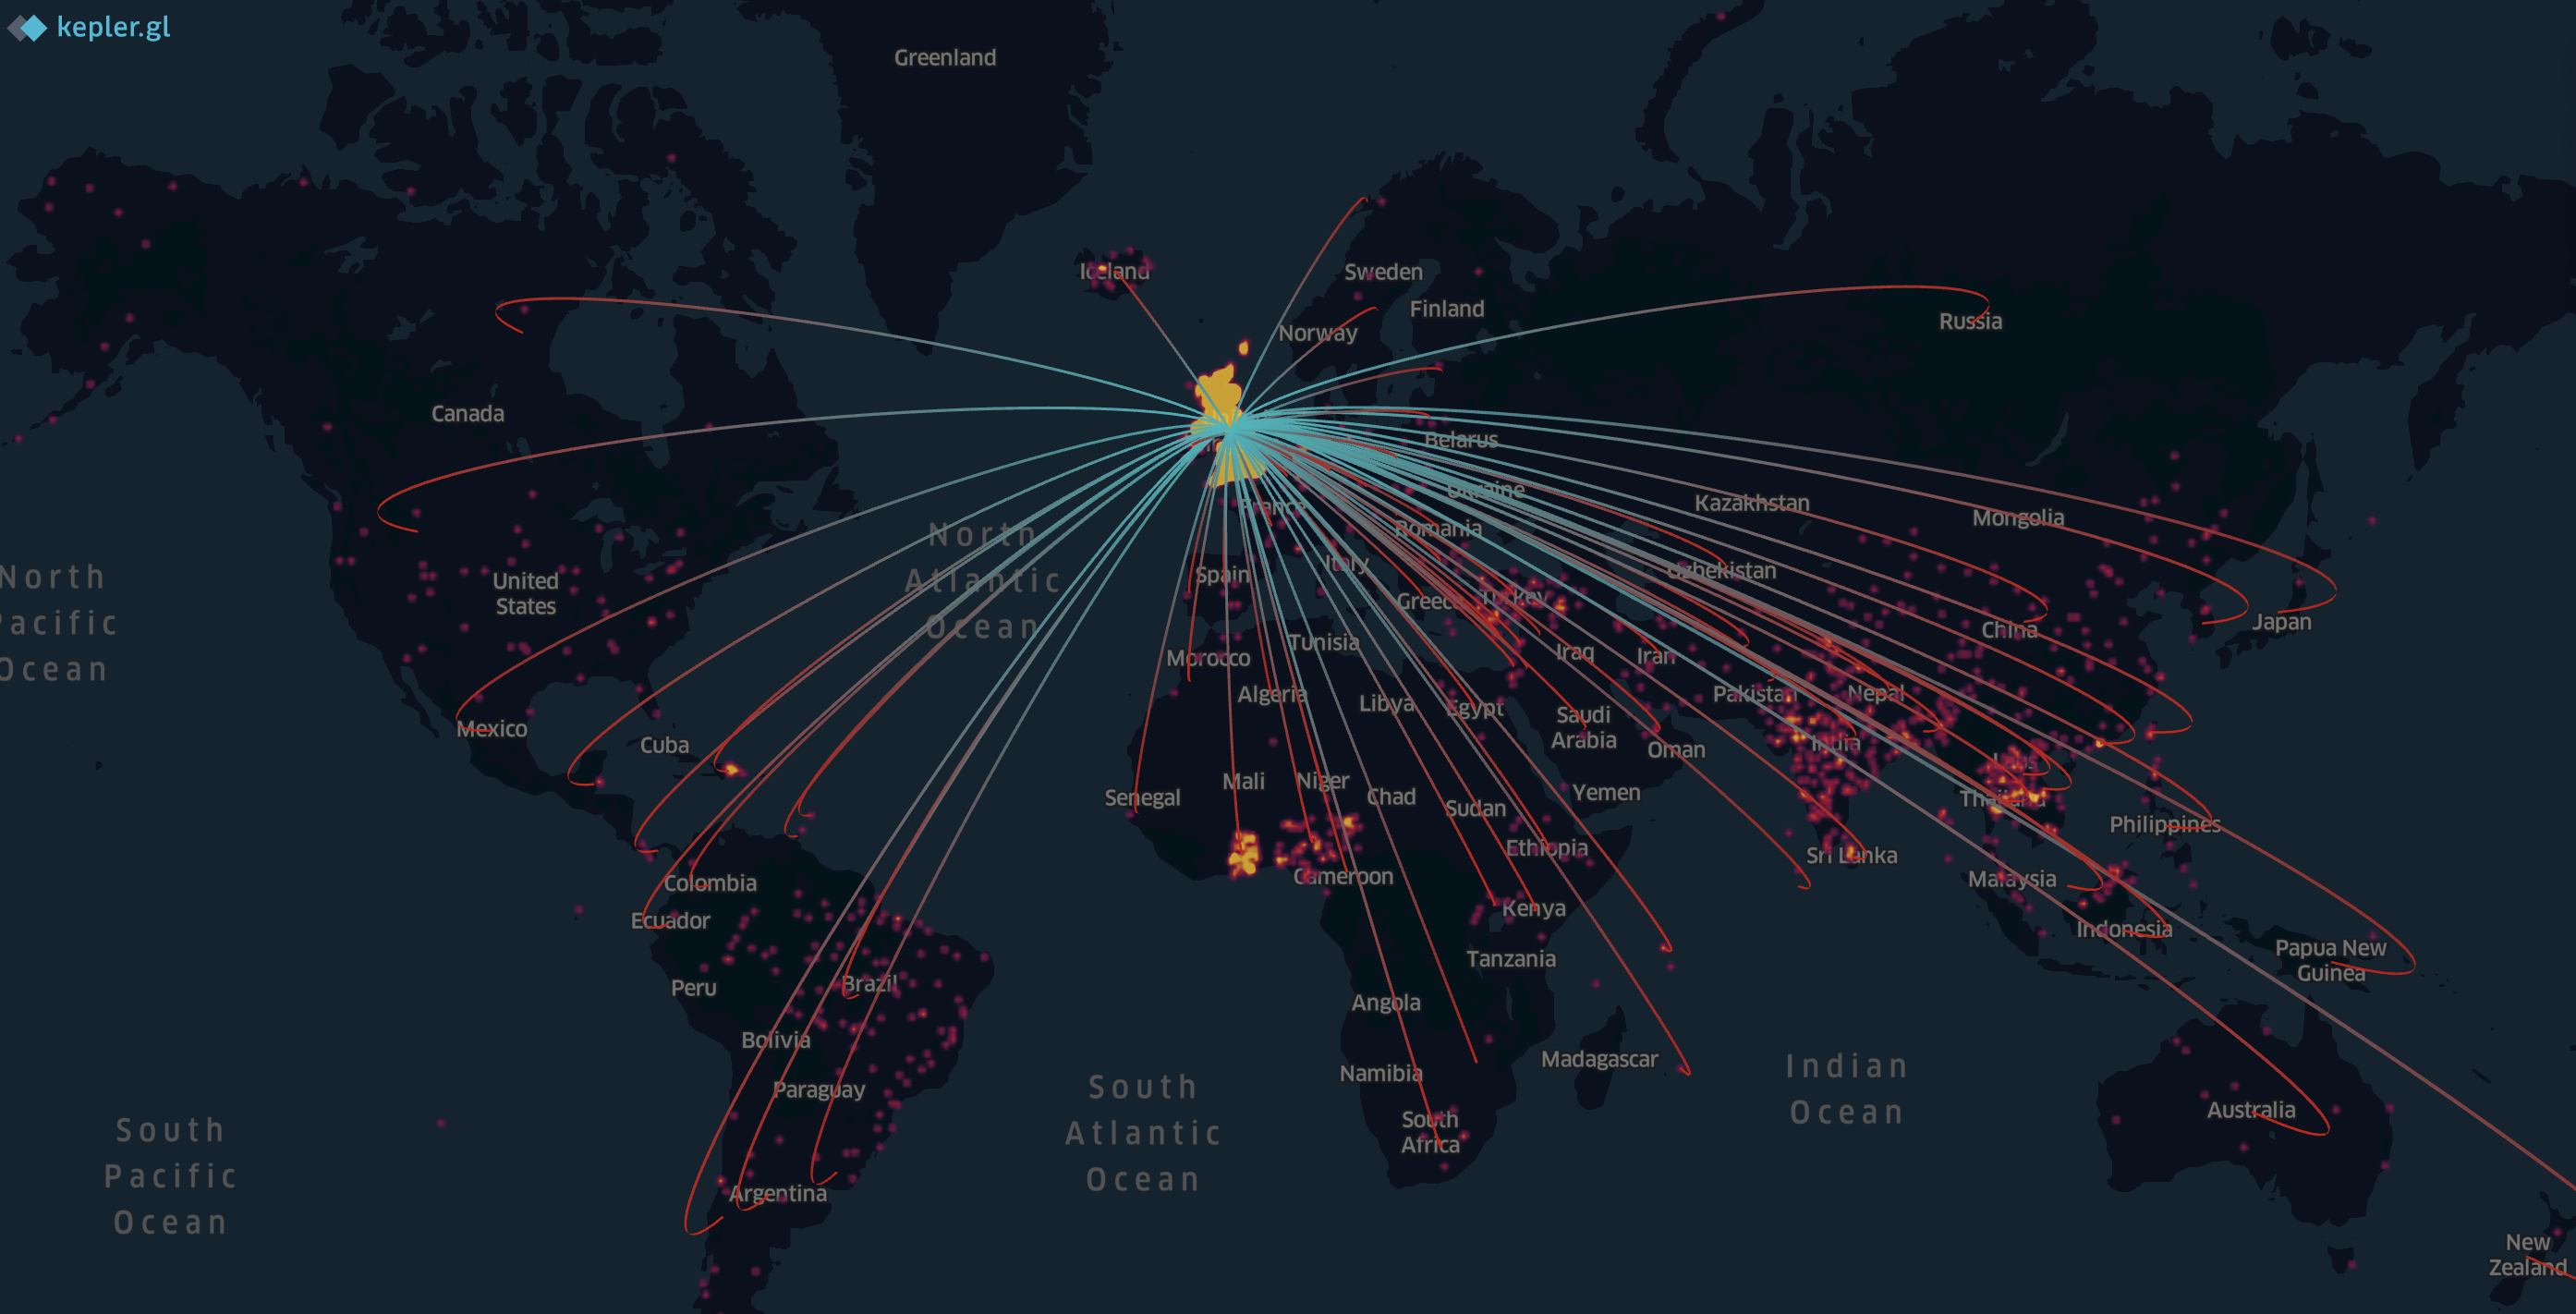 kepler.gl
Greenland
Iceland
Sweden
Finland
Norway
Russia
Canada
Belarus
Ukraine
Kazakhstan
Mongolia
France
Romania
North
Atlantic
Ocean
North
Pacific
Ocean
United
States
Spain
Italy
Uzbekistan
Greece
Turkey
China
Japan
Morocco
Tunisia
Iraq
Iran
Algeria
Libya
Egypt
Pakistan
Nepal
Mexico
Cuba
Saudi
Arabia
Oman
India
Laos
Senegal
Mali
Niger
Chad
Sudan
Yemen
Thailand
Philippines
Ethiopia
Sri Lanka
Cameroon
Malaysia
Colombia
Ecuador
Kenya
Indonesia
Tanzania
Papua New
Guinea
Peru
Brazil
Angola
Bolivia
Madagascar
Namibia
Paraguay
South
Atlantic
Ocean
Indian
Ocean
South
Africa
Australia
South
Pacific
Ocean
Argentina
New
Zealand